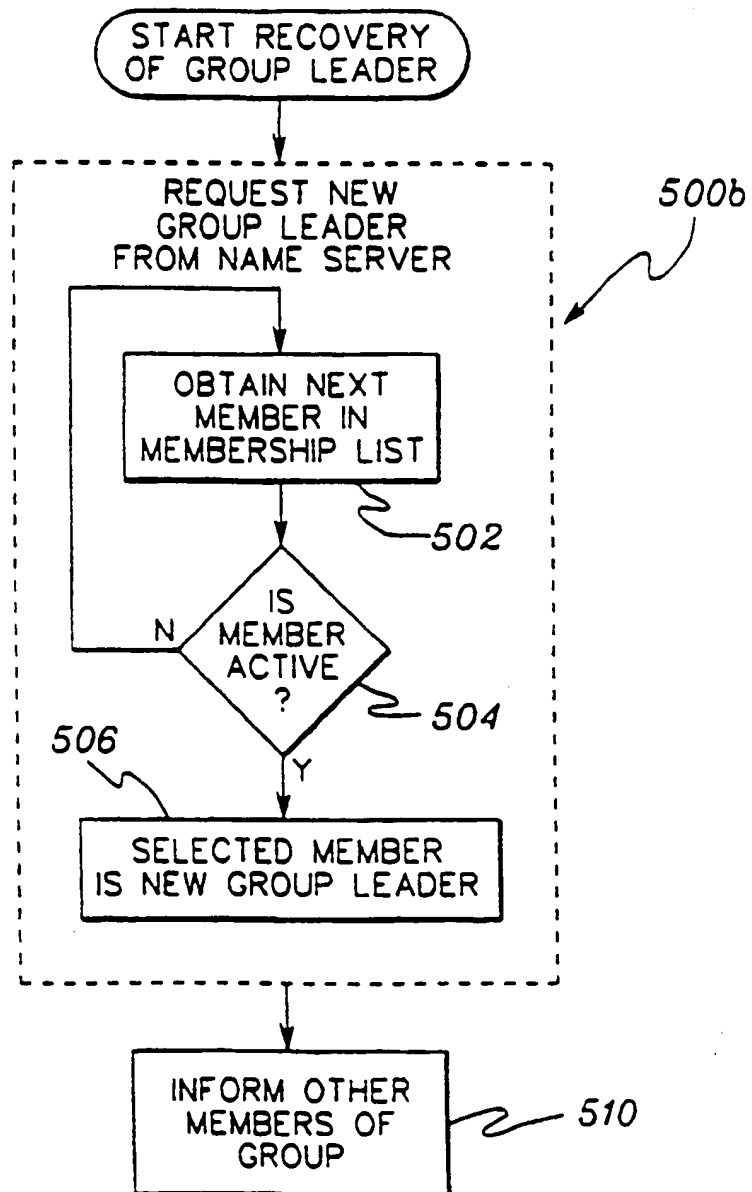 START RECOVERY
OF GROUP LEADER
REQUEST NEW
GROUP LEADER
FROM NAME SERVER
500b
OBTAIN NEXT
MEMBER IN
MEMBERSHIP LIST
502
IS
MEMBER
ACTIVE
?
N
504
Y
506
SELECTED MEMBER
IS NEW GROUP LEADER
INFORM OTHER
MEMBERS OF
GROUP
510